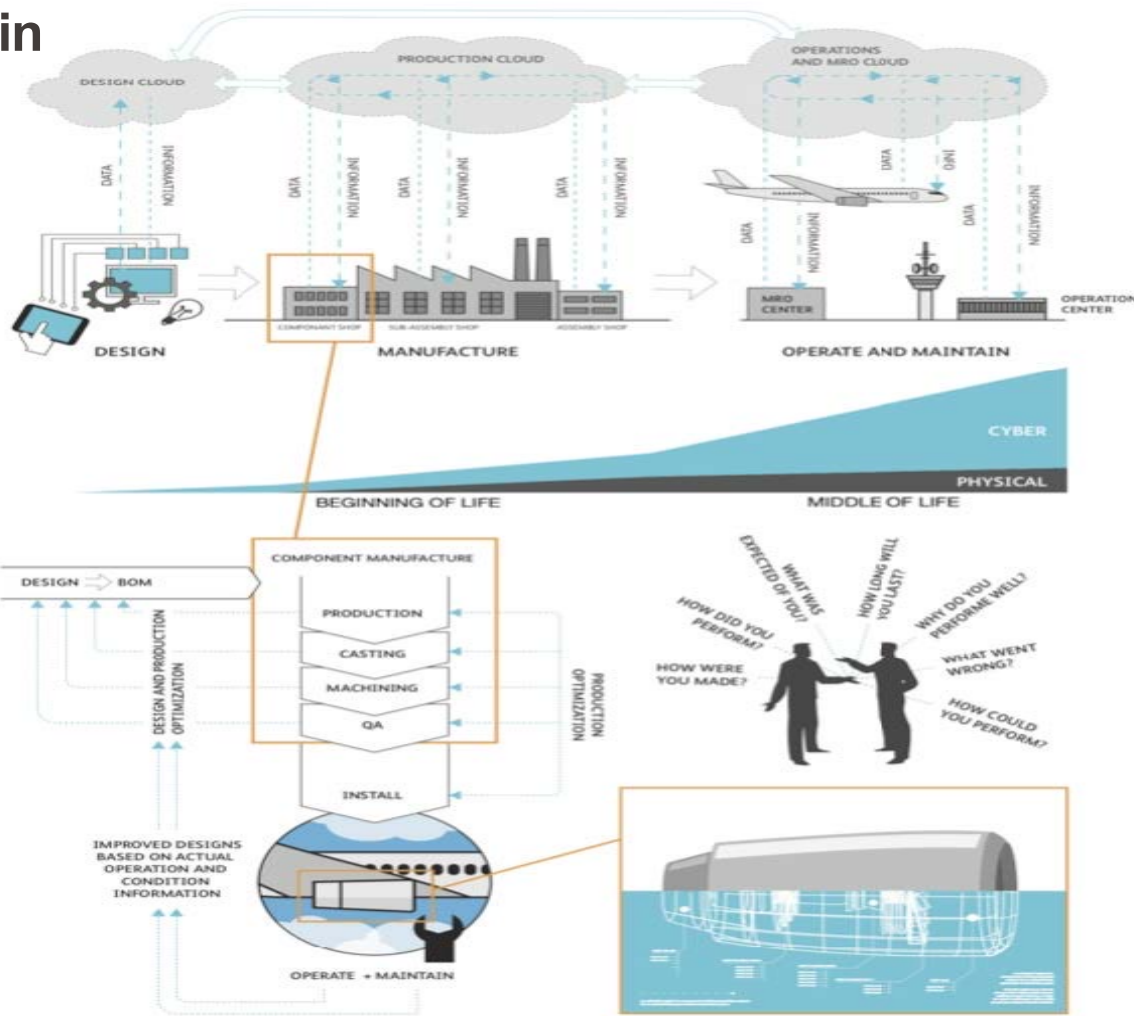 in
DESIGN CLOUD
PRODUCTION CLOUD
OPERATIONS
AND MRO CLOUD
DATA
INFORMATION
DATA
INFORMATION
DATA
INFORMATION
DATA
INFORMATION
DATA
INFORMATION
DATA
INFO
DATA
INFORMATION
MRO
CENTER
OPERATION
CENTER
COMPONANT SHOP
SUB-ASSEMBLY SHOP
ASSEMBLY SHOP
DESIGN
MANUFACTURE
OPERATE AND MAINTAIN
CYBER
PHYSICAL
BEGINNING OF LIFE
MIDDLE OF LIFE
COMPONENT MANUFACTURE
DESIGN
BOM
PRODUCTION
CASTING
MACHINING
QA
INSTALL
DESIGN AND PRODUCTION
OPTIMIZATION
PRODUCTION
OPTIMIZATION
HOW WERE
YOU MADE?
HOW DID YOU
PERFORM?
WHAT WAS
EXPECTED OF YOU?
HOW LONG WILL
YOU LAST?
WHY DO YOU
PERFORME WELL?
WHAT WENT
WRONG?
HOW COULD
YOU PERFORM?
IMPROVED DESIGNS
BASED ON ACTUAL
OPERATION AND
CONDITION
INFORMATION
OPERATE + MAINTAIN